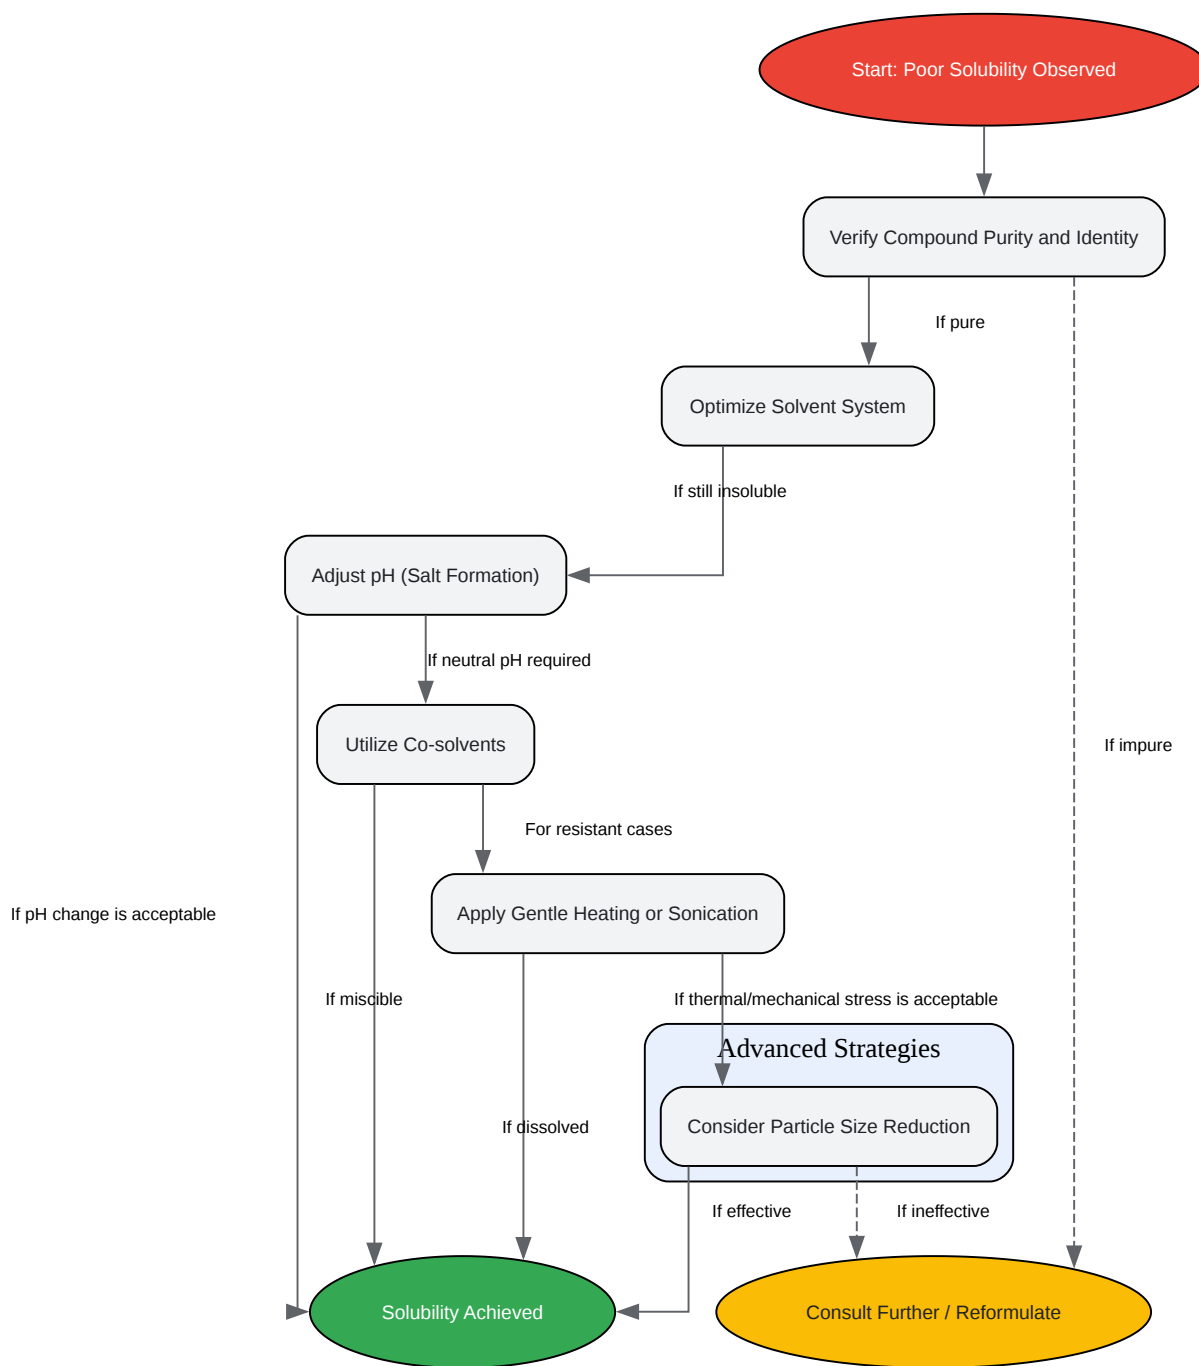 Start: Poor Solubility Observed
Verify Compound Purity and Identity
If pure
Optimize Solvent System
If still insoluble
Adjust pH (Salt Formation)
If neutral pH required
Utilize Co-solvents
If impure
For resistant cases
If pH change is acceptable
Apply Gentle Heating or Sonication
If miscible
If thermal/mechanical stress is acceptable
Advanced Strategies
If dissolved
Consider Particle Size Reduction
If effective
If ineffective
Solubility Achieved
Consult Further / Reformulate